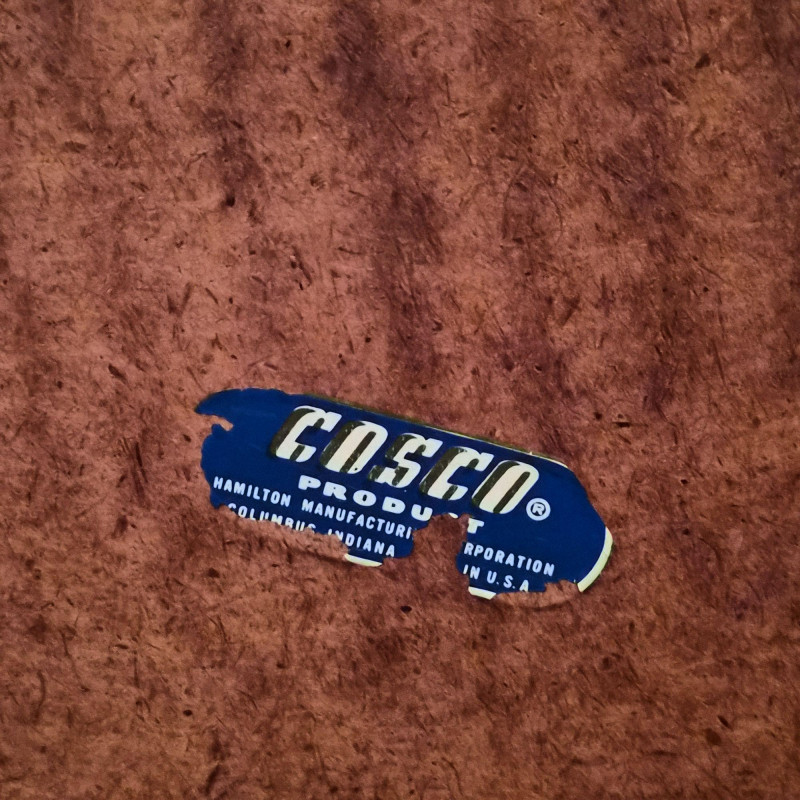 COSCO®
PRODU T
HAMILTON MANUFACTURI RPORATION
COLUMBUS INDIANA IN U.S.A